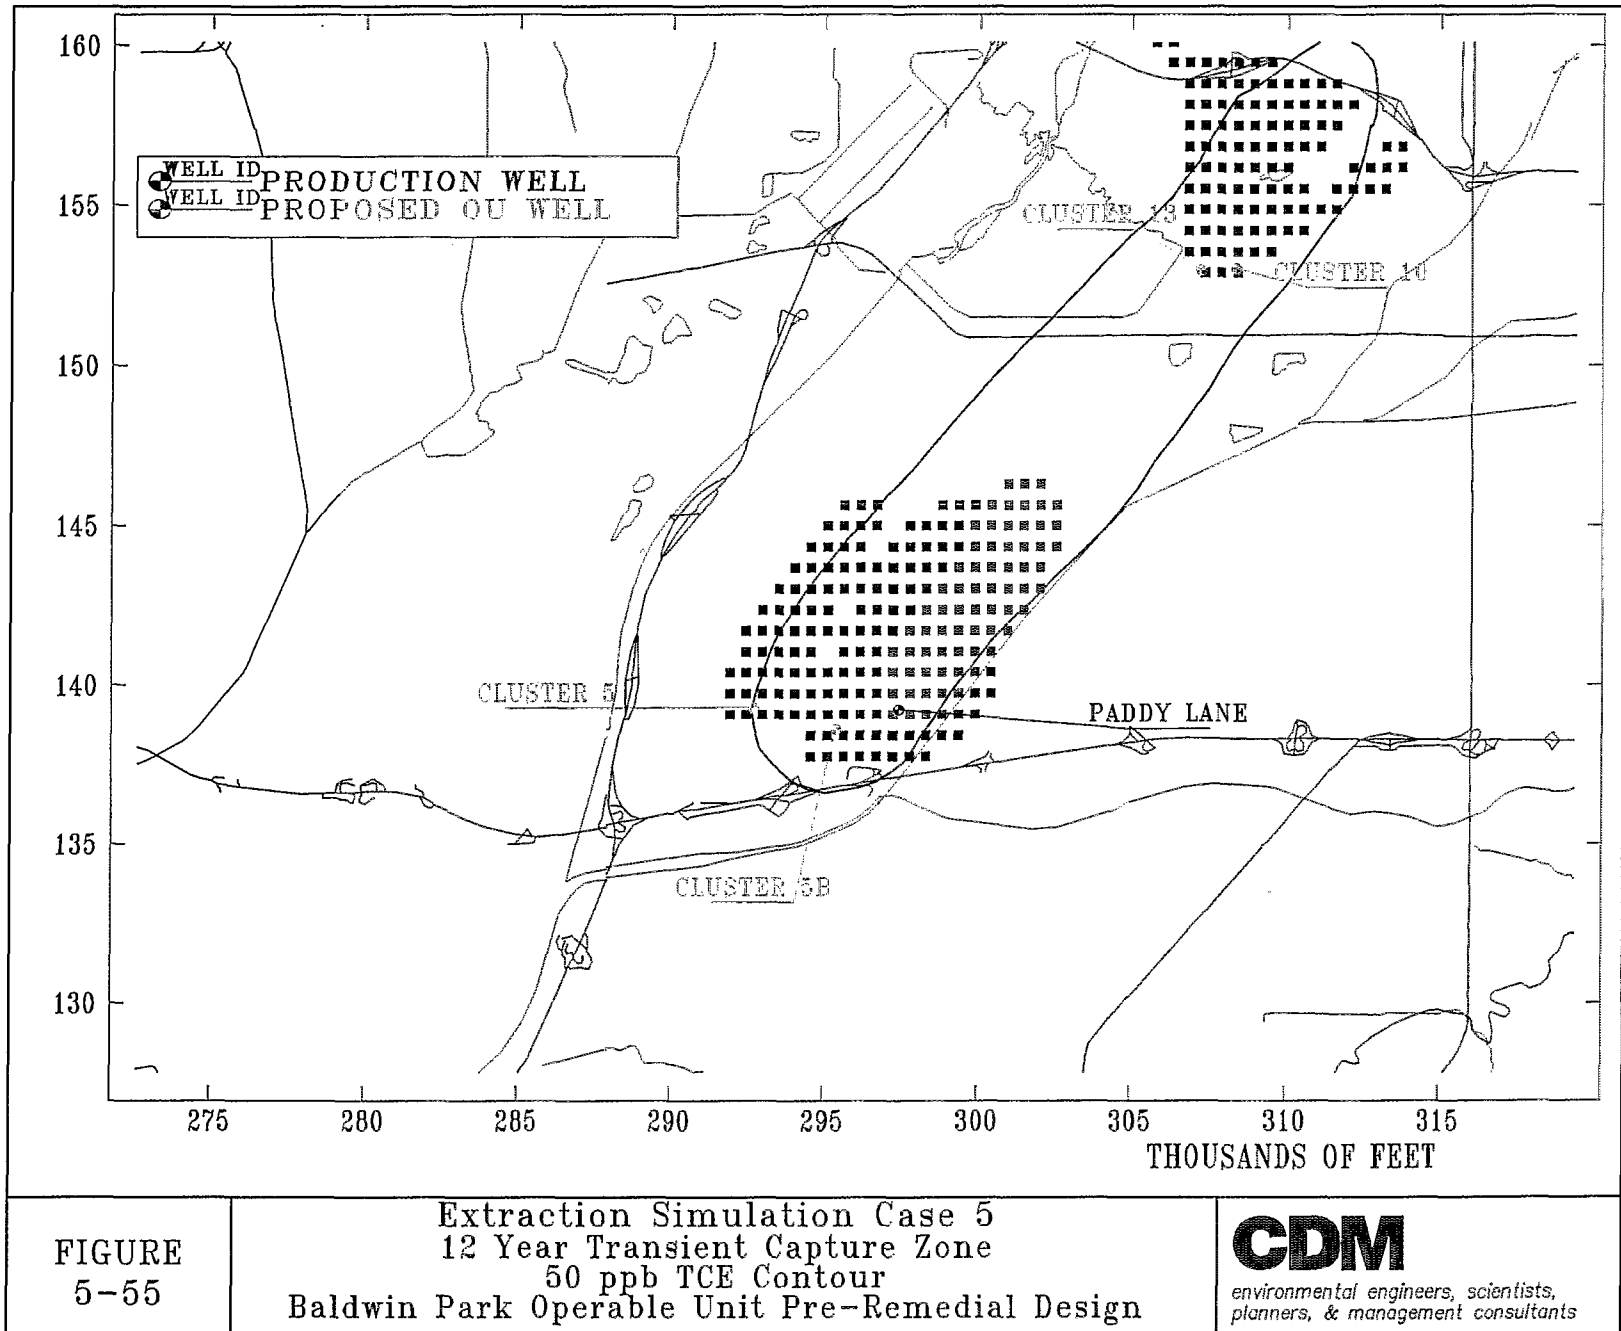 160
155
150
145
140
135
130
WELL ID PRODUCTION WELL
WELL ID PROPOSED OU WELL
CLUSTER 13
CLUSTER 10
CLUSTER 5
PADDY LANE
CLUSTER 5B
275 280 285 290 295 300 305 310 315
THOUSANDS OF FEET
FIGURE
5-55
Extraction Simulation Case 5
12 Year Transient Capture Zone
50 ppb TCE Contour
Baldwin Park Operable Unit Pre-Remedial Design
CDM
environmental engineers, scientists,
planners, & management consultants